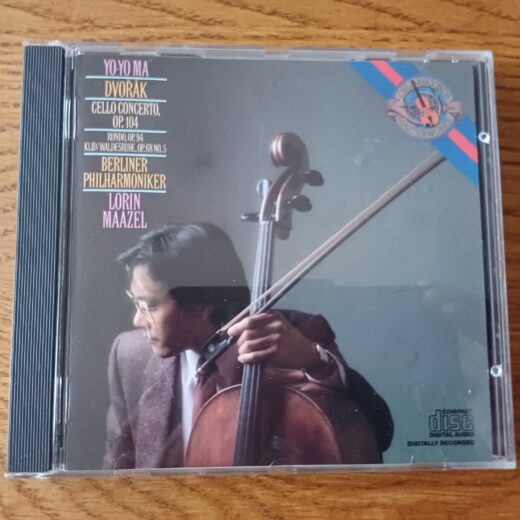 YO-YO MA
DVOŘÁK
CELLO CONCERTO,
OP. 104
RONDO, OP. 94
KLID/WALDESRUHE, OP. 68 NO. 5
BERLINER
PHILHARMONIKER
LORIN
MAAZEL
COMPACT
disc
DIGITAL AUDIO
DIGITALLY RECORDED